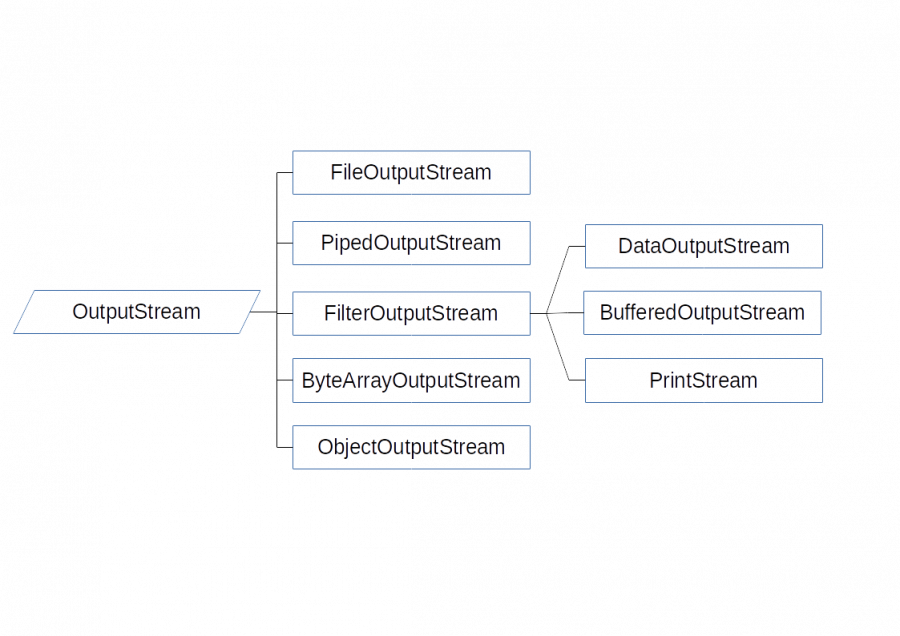 OutputStream
FileOutputStream
PipedOutputStream
FilterOutputStream
ByteArrayOutputStream
ObjectOutputStream
DataOutputStream
BufferedOutputStream
PrintStream